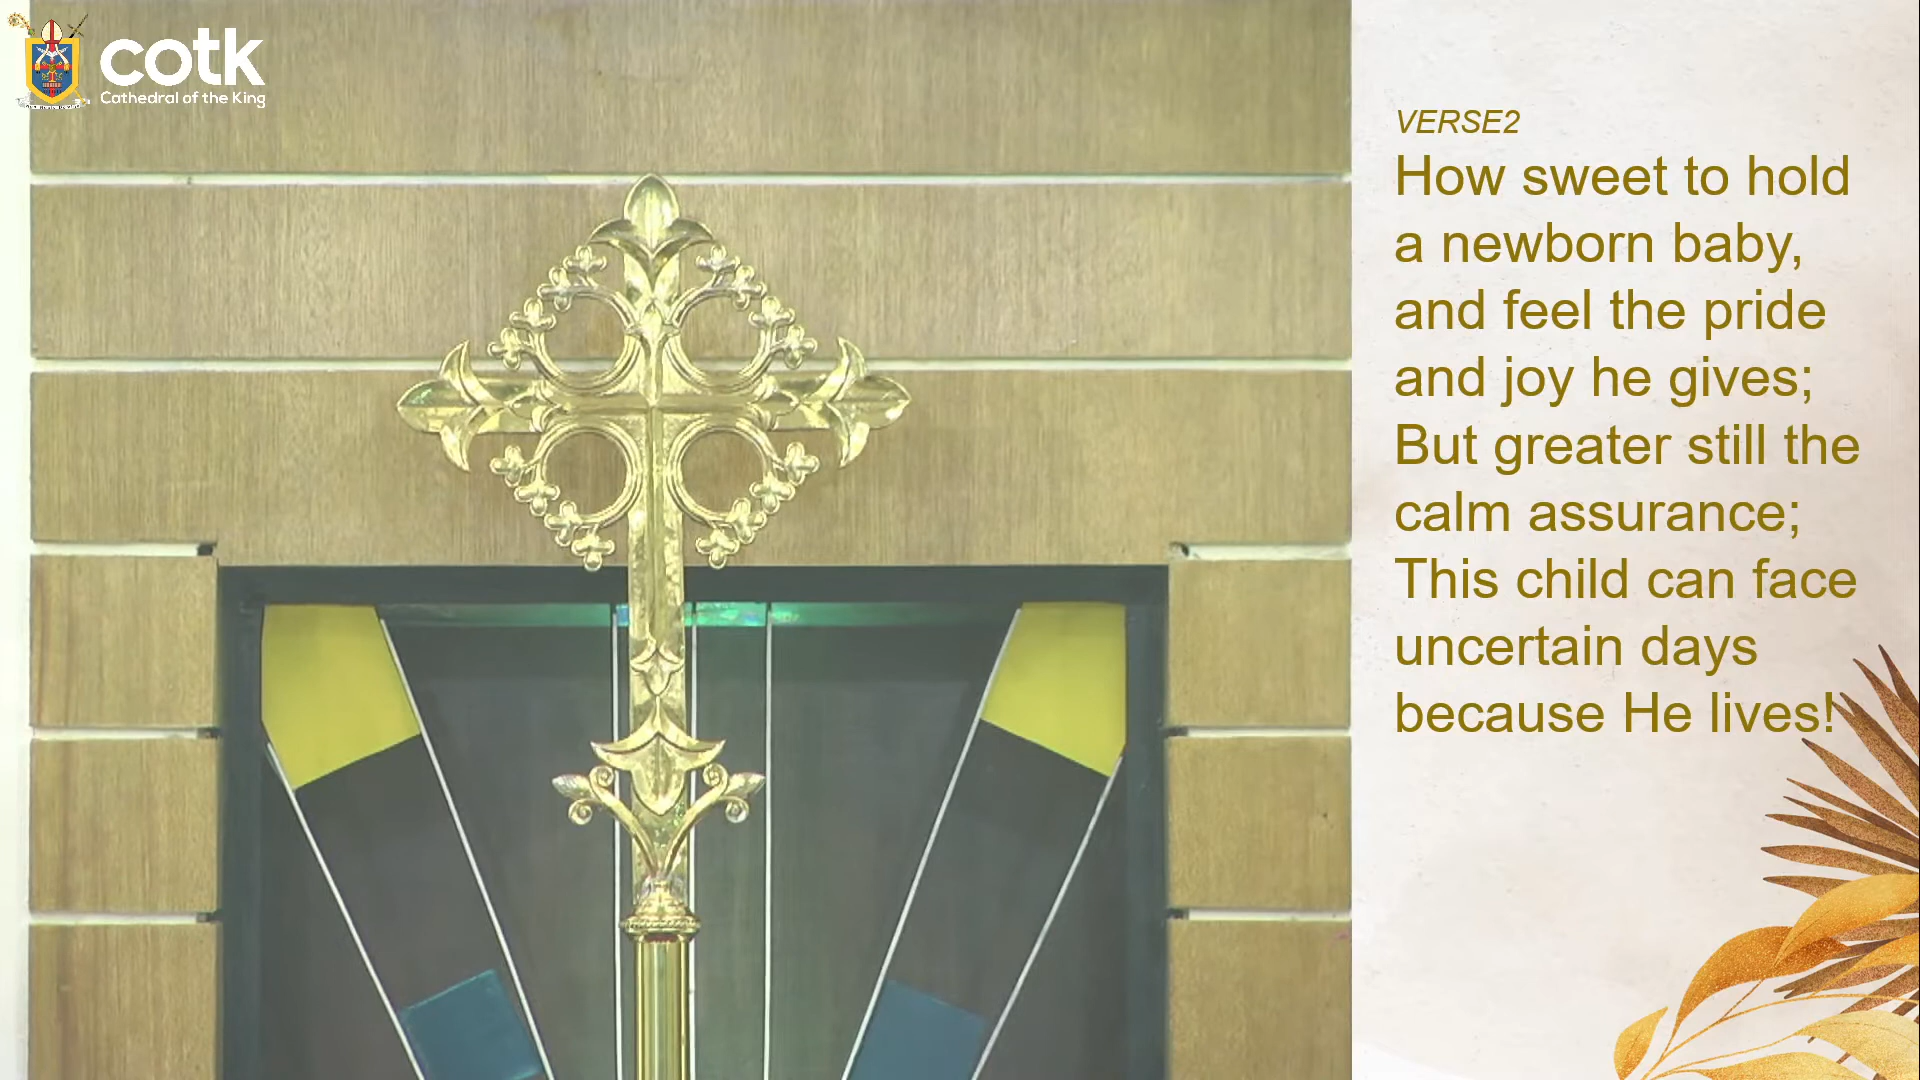 cotk
Cathedral of the King
VERSE2
How sweet to hold
a newborn baby,
and feel the pride
and joy he gives;
But greater still the
calm assurance;
This child can face
uncertain days
because He lives!